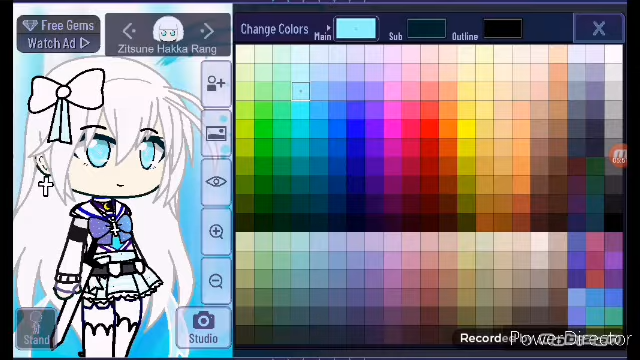 Free Gems
Watch Ad
Zitsune Hakka Rang
Change Colors
Main
Sub
Outline
Stand
Studio
Recorded by
PowerDirector